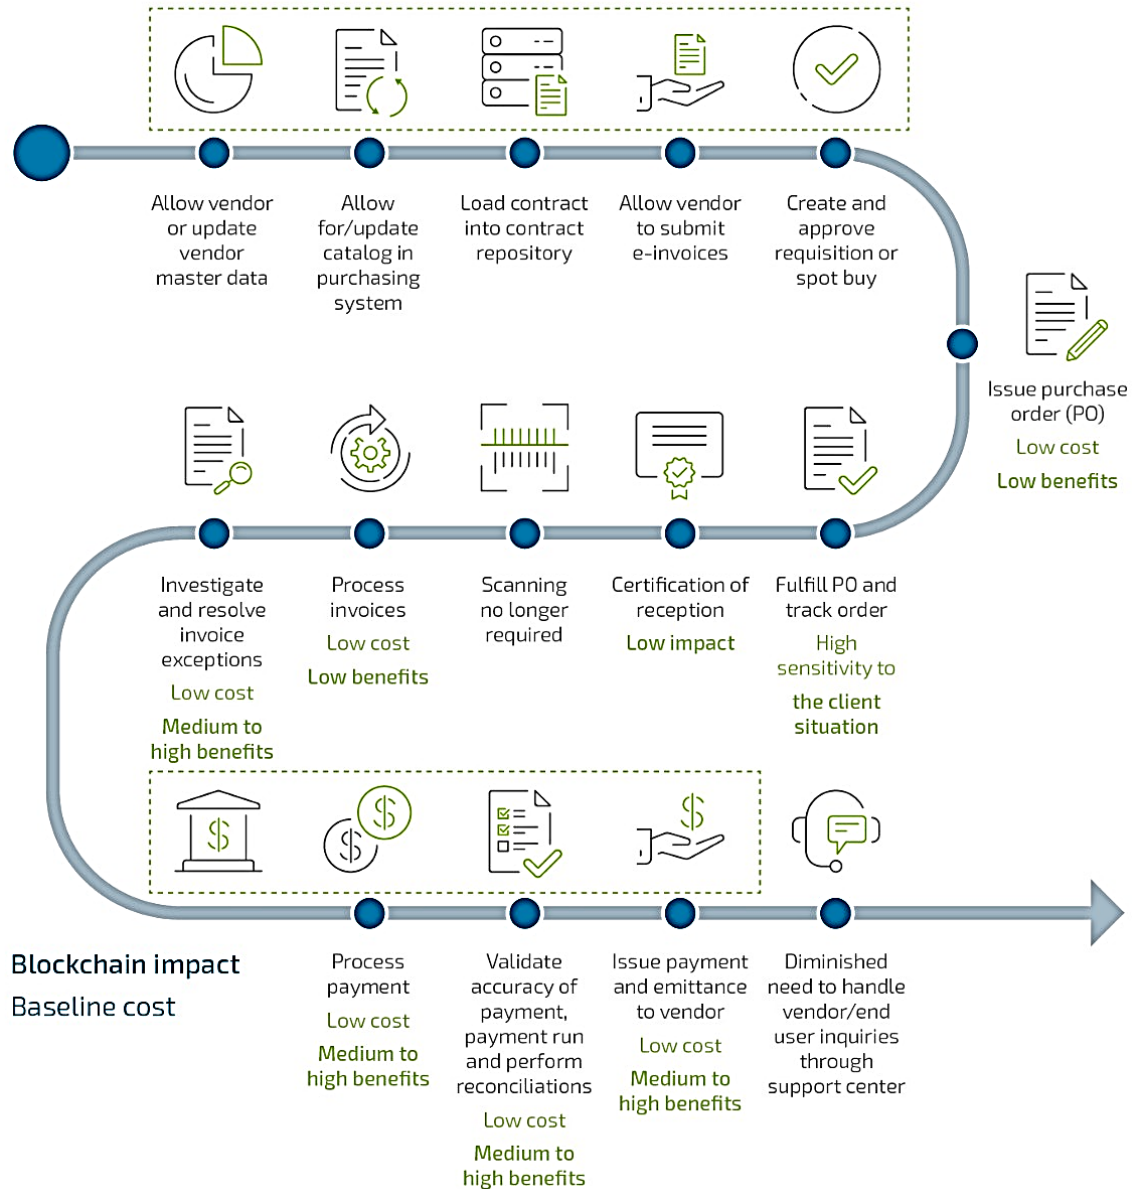 Allow vendor
or update
vendor
master data
Allow
for/update
catalog in
purchasing
system
Load contract
into contract
repository
Allow vendor
to submit
e-invoices
Create and
approve
requisition or
spot buy
Issue purchase
order (PO)
Low cost
Low benefits
Investigate
and resolve
invoice
exceptions
Low cost
Medium to
high benefits
Process
invoices
Low cost
Low benefits
Scanning
no longer
required
Certification of
reception
Low impact
Fulfill PO and
track order
High
sensitivity to
the client
situation
$
$
$
$
Blockchain impact
Baseline cost
Process
payment
Low cost
Medium to
high benefits
Validate
accuracy of
payment,
payment run
and perform
reconciliations
Low cost
Medium to
high benefits
Issue payment
and emittance
to vendor
Low cost
Medium to
high benefits
Diminished
need to handle
vendor/end
user inquiries
through
support center